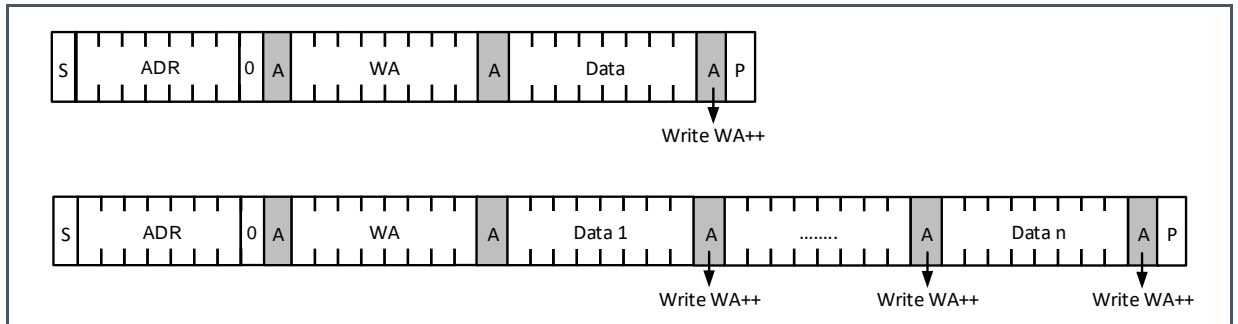 S ADR 0 A WA A Data A P
Write WA++
S ADR 0 A WA A Data 1 A ........ A Data n A P
Write WA++ Write WA++ Write WA++